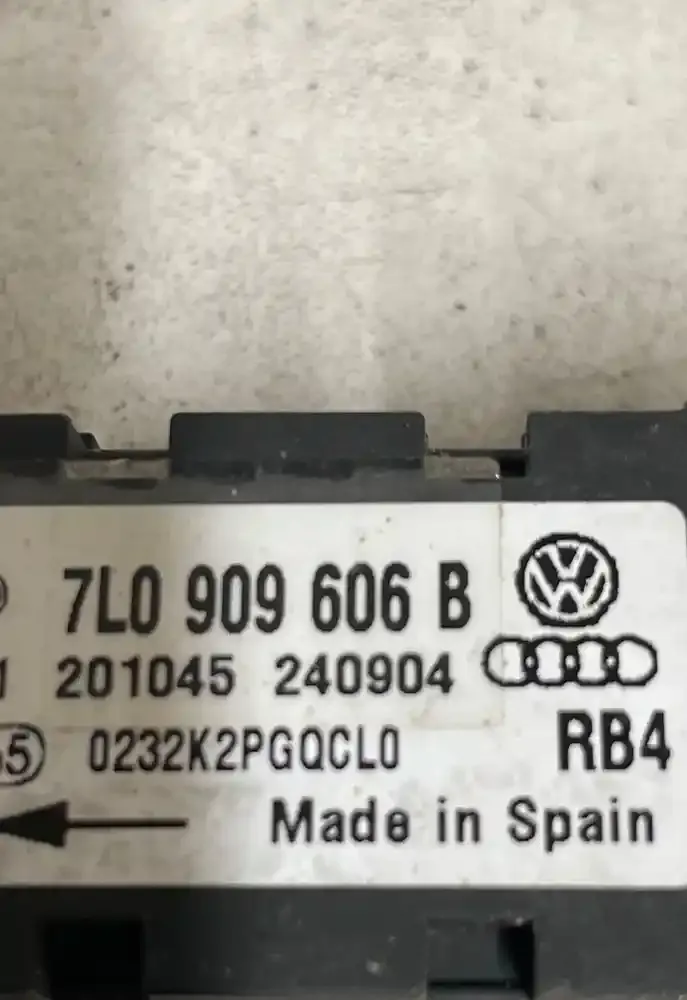 7L0 909 606 B
201045 240904
0232K2PGQCL0
RB4
Made in Spain